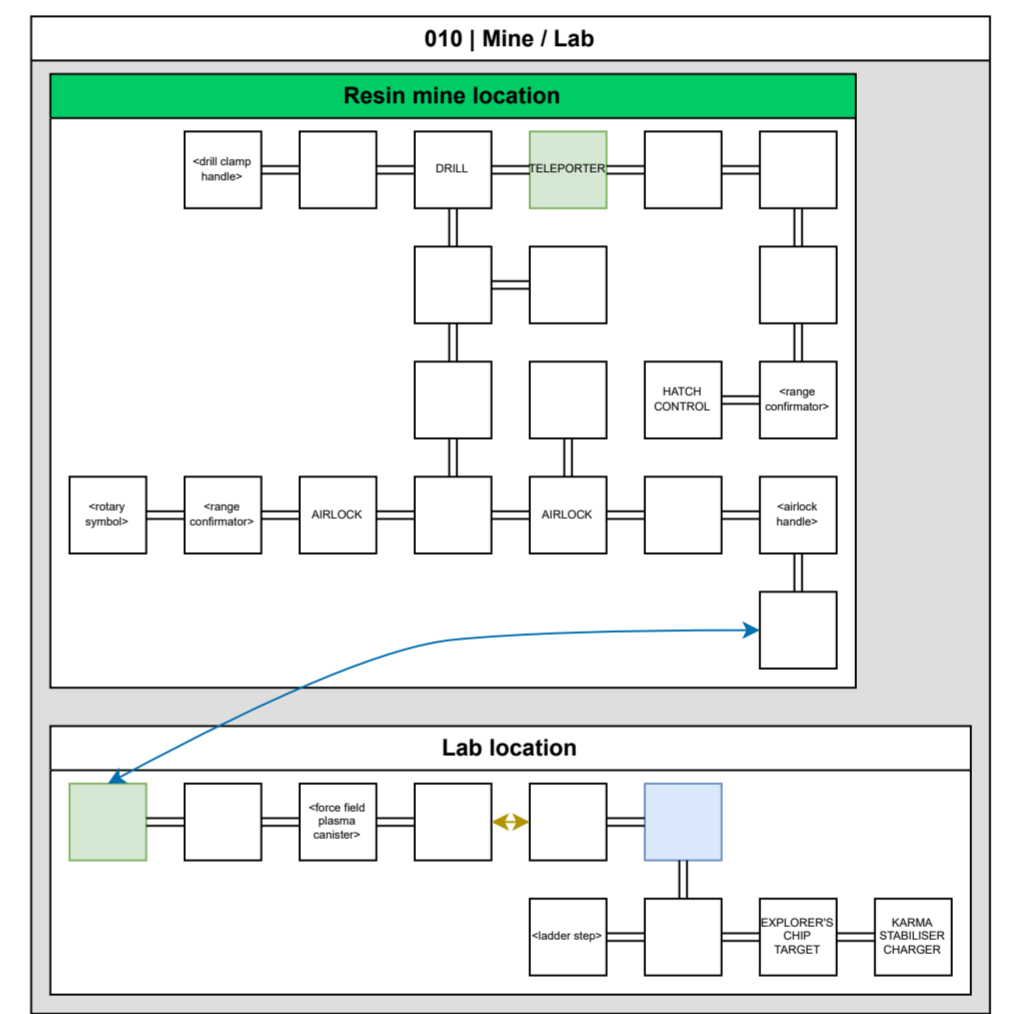 010 | Mine / Lab
Resin mine location
<drill clamp
handle>
DRILL
TELEPORTER
HATCH
CONTROL
<range
confirmator>
<rotary
symbol>
<range
confirmator>
AIRLOCK
AIRLOCK
<airlock
handle>
Lab location
<force field
plasma
canister>
<ladder step>
EXPLORER'S
CHIP
TARGET
KARMA
STABILISER
CHARGER